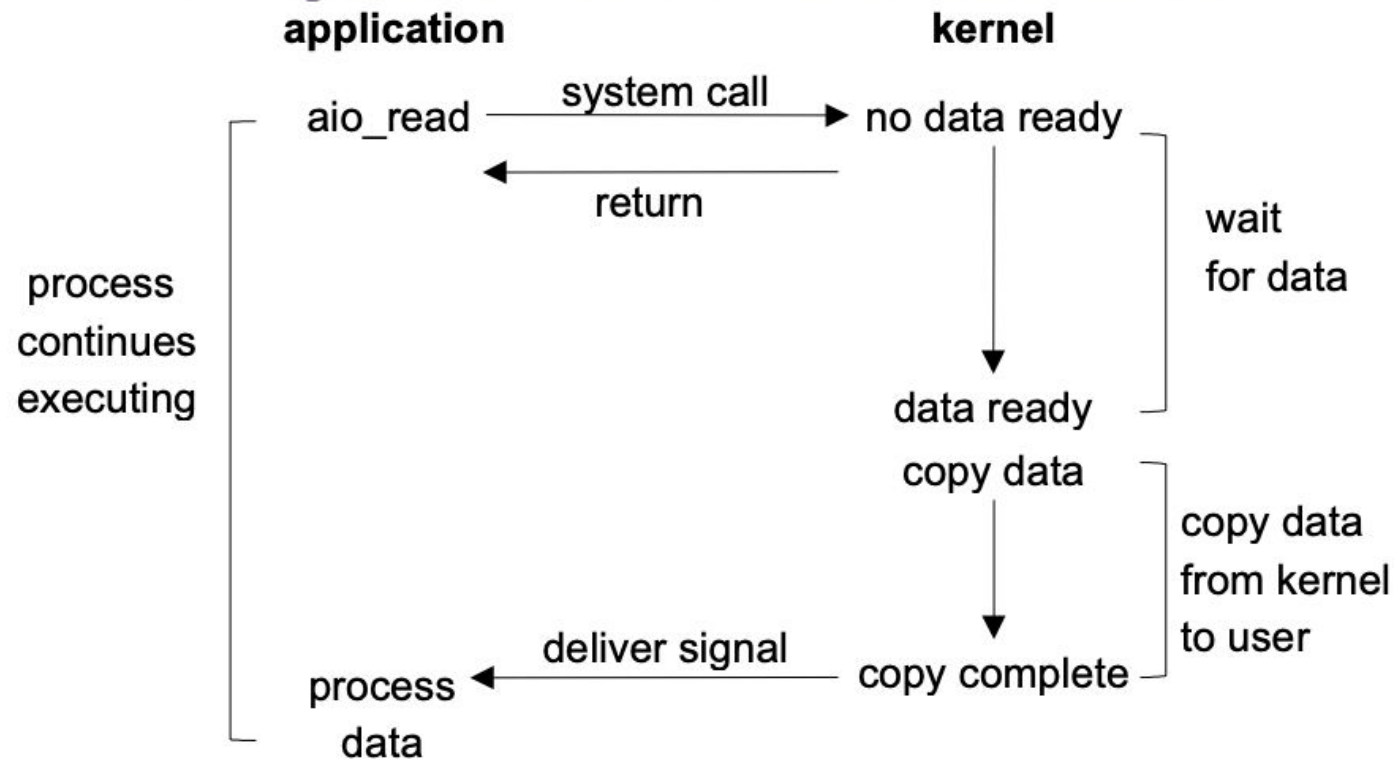 application
kernel
system call
aio_read
no data ready
return
wait
for data
process
continues
executing
data ready
copy data
copy data
from kernel
to user
deliver signal
copy complete
process
data